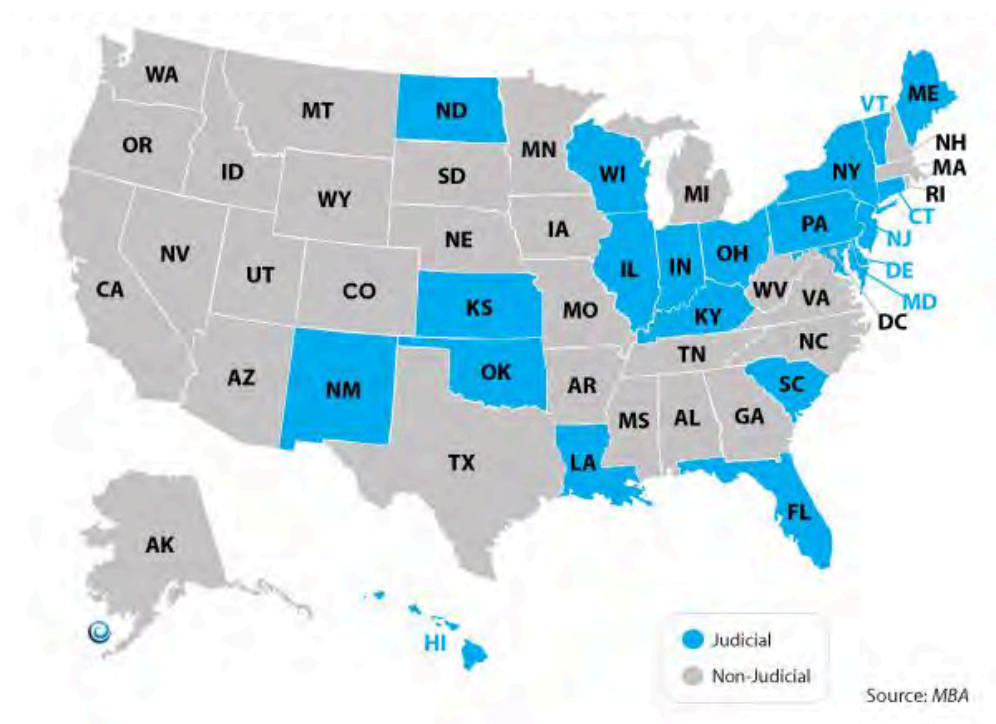 WA
MT
ND
MN
OR
ID
WY
SD
WI
MI
VT
ME
NH
MA
NY
RI
CT
NV
UT
CO
NE
IA
PA
NJ
CA
KS
MO
IL
IN
OH
DE
MD
WV
VA
DC
KY
AZ
NM
OK
AR
TN
NC
SC
MS
AL
GA
TX
LA
FL
AK
HI
Judicial
Non-Judicial
Source: MBA